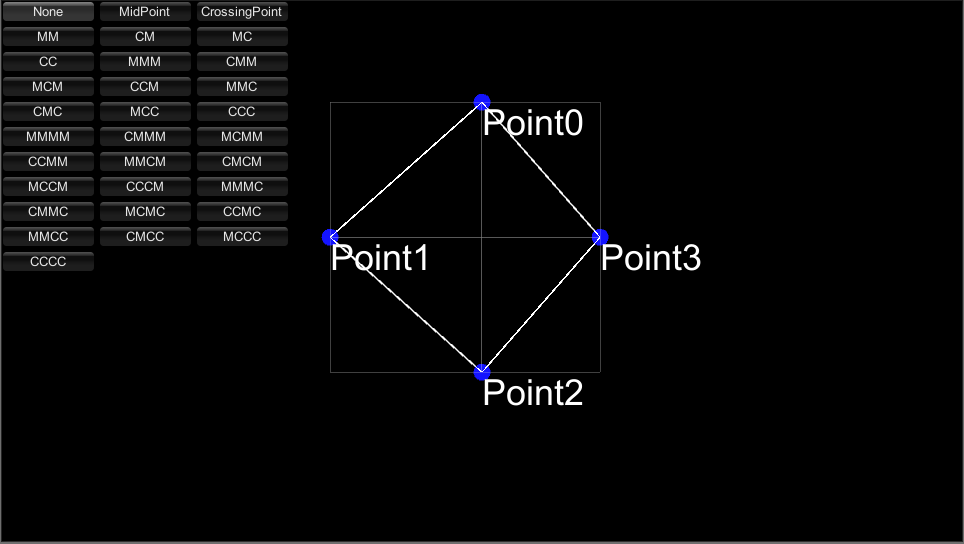 None MidPoint CrossingPoint
MM CM MC
CC MMM CMM
MCM CCM MMC
CMC MCC CCC
MMMM CMMM MCMM
CCMM MMCM CMCM
MCCM CCCM MMMC
CMMC MCMC CCMC
MMCC CMCC MCCC
CCCC
Point0
Point1
Point3
Point2